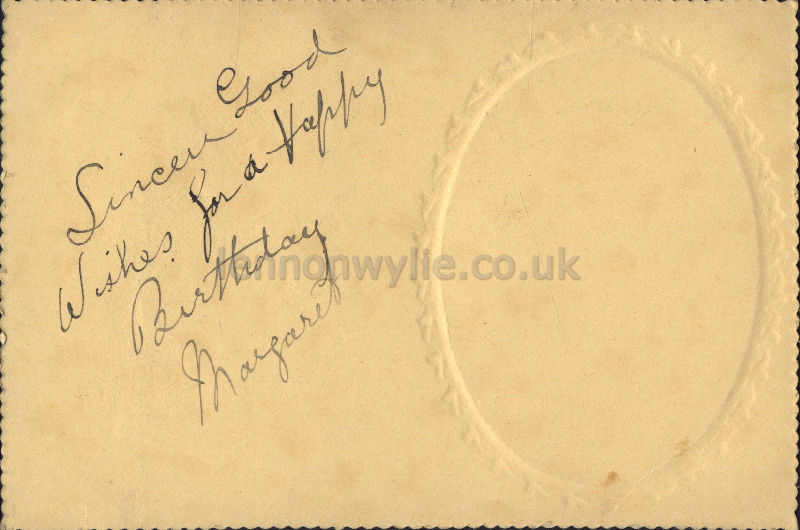 Sincere Good
Wishes for a Happy
Birthday
Margaret
lennonwylie.co.uk